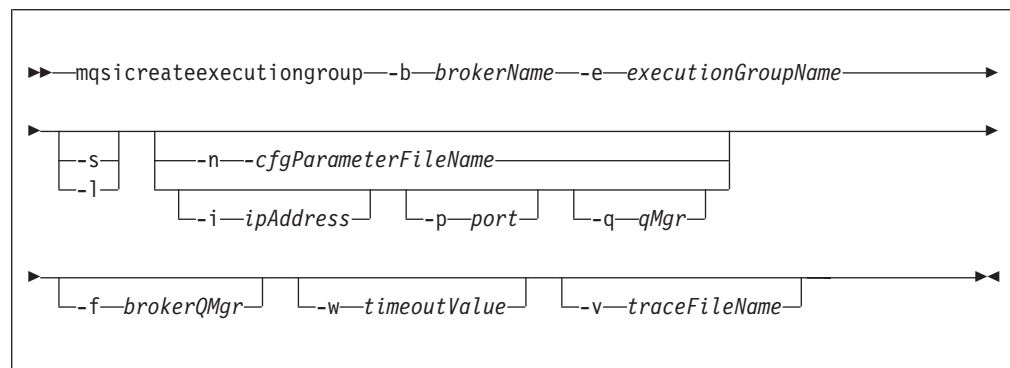 mqsicreateexecutiongroup -b brokerName -e executionGroupName
-s
-n -cfgParameterFileName
-l
-i ipAddress -p port -q qMgr
-f brokerQMgr -w timeoutValue -v traceFileName